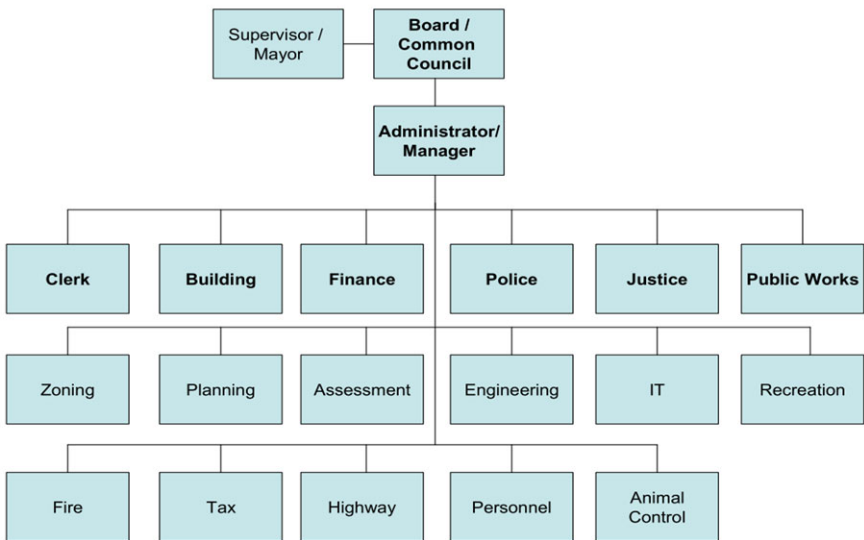 Supervisor /
Mayor
Board /
Common
Council
Administrator/
Manager
Clerk
Building
Finance
Police
Justice
Public Works
Zoning
Planning
Assessment
Engineering
IT
Recreation
Fire
Tax
Highway
Personnel
Animal
Control